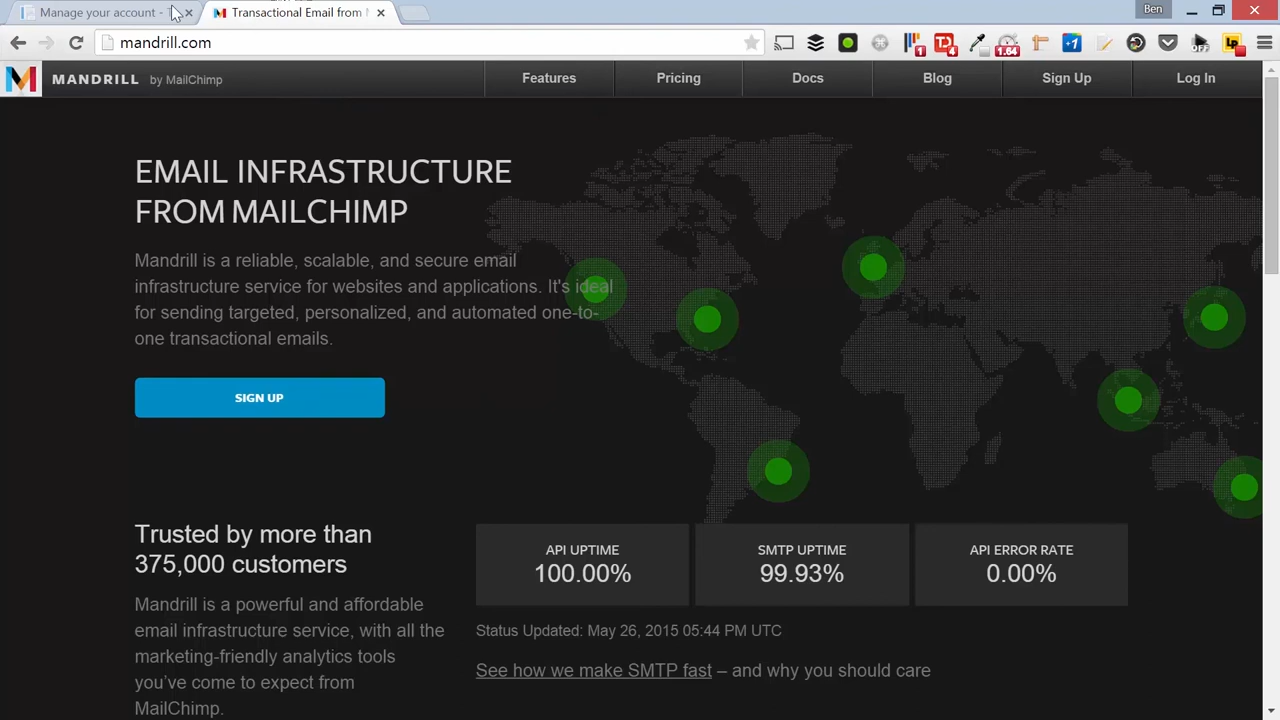 Manage your account -
Transactional Email from
Ben
mandrill.com
1
4
1.64
+1
OFF
MANDRILL by MailChimp
Features
Pricing
Docs
Blog
Sign Up
Log In
EMAIL INFRASTRUCTURE
FROM MAILCHIMP
Mandrill is a reliable, scalable, and secure email
infrastructure service for websites and applications. It's ideal
for sending targeted, personalized, and automated one-to-
one transactional emails.
SIGN UP
Trusted by more than
375,000 customers
Mandrill is a powerful and affordable
email infrastructure service, with all the
marketing-friendly analytics tools
you've come to expect from
MailChimp.
API UPTIME
100.00%
SMTP UPTIME
99.93%
API ERROR RATE
0.00%
Status Updated: May 26, 2015 05:44 PM UTC
See how we make SMTP fast – and why you should care